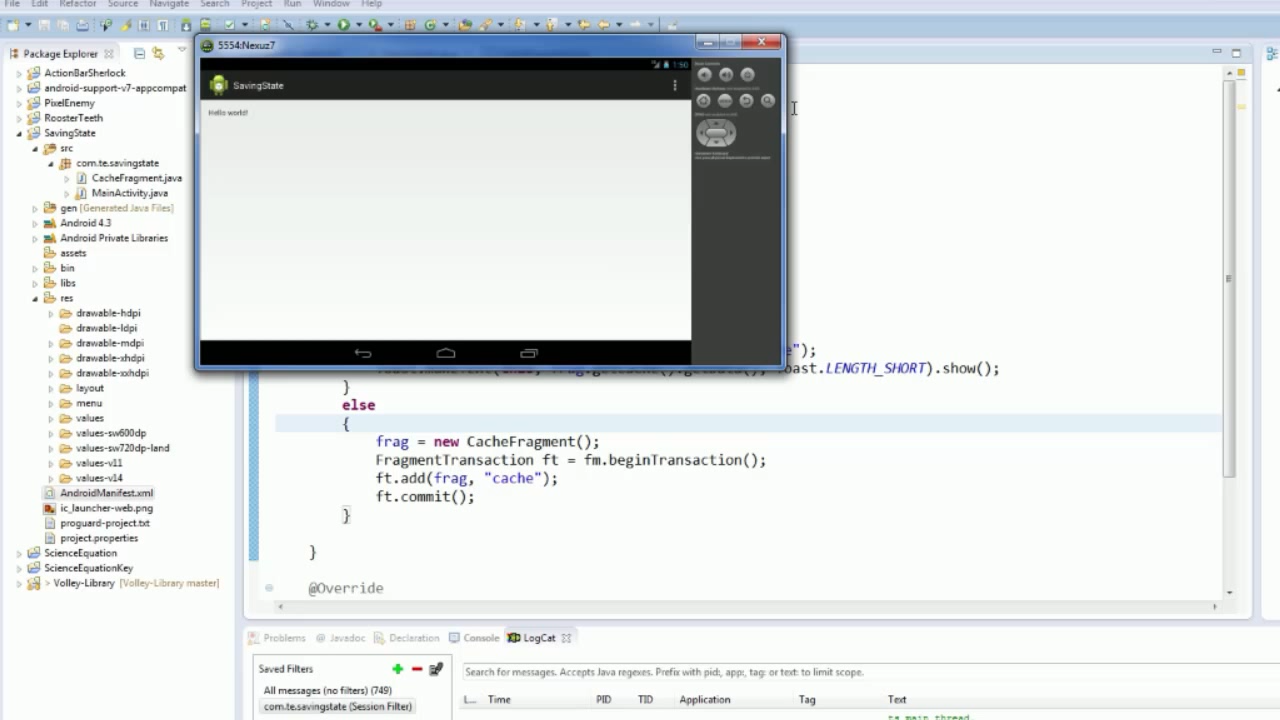 File Edit Refactor Source Navigate Search Project Run Window Help
Package Explorer
ActionBarSherlock
android-support-v7-appcompat
PixelEnemy
RoosterTeeth
SavingState
src
com.te.savingstate
CacheFragment.java
MainActivity.java
gen [Generated Java Files]
Android 4.3
Android Private Libraries
assets
bin
libs
res
drawable-hdpi
drawable-ldpi
drawable-mdpi
drawable-xhdpi
drawable-xxhdpi
layout
menu
values
values-sw600dp
values-sw720dp-land
values-v11
values-v14
AndroidManifest.xml
ic_launcher-web.png
proguard-project.txt
project.properties
ScienceEquation
ScienceEquationKey
> Volley-Library [Volley-Library master]
5554:Nexuz7
1:50
SavingState
Hello world!
e");
oast.LENGTH_SHORT).show();
}
else
{
frag = new CacheFragment();
FragmentTransaction ft = fm.beginTransaction();
ft.add(frag, "cache");
ft.commit();
}
}
@Override
Problems @ Javadoc Declaration Console LogCat
Saved Filters
All messages (no filters) (749)
com.te.savingstate (Session Filter)
Search for messages. Accepts Java regexes. Prefix with pid:, app:, tag: or text: to limit scope.
L... Time PID TID Application Tag Text
ts main thread.